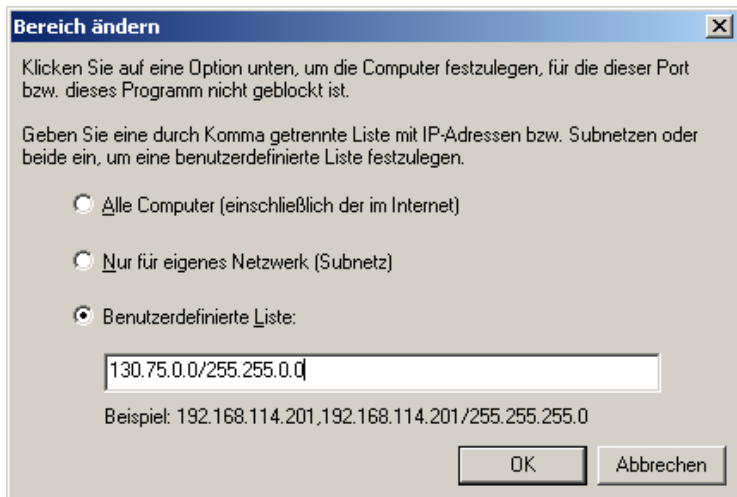 Bereich ändern
Klicken Sie auf eine Option unten, um die Computer festzulegen, für die dieser Port
bzw. dieses Programm nicht geblockt ist.
Geben Sie eine durch Komma getrennte Liste mit IP-Adressen bzw. Subnetzen oder
beide ein, um eine benutzerdefinierte Liste festzulegen.
Alle Computer (einschließlich der im Internet)
Nur für eigenes Netzwerk (Subnetz)
Benutzerdefinierte Liste:
130.75.0.0/255.255.0.0
Beispiel: 192.168.114.201,192.168.114.201/255.255.255.0
OK Abbrechen